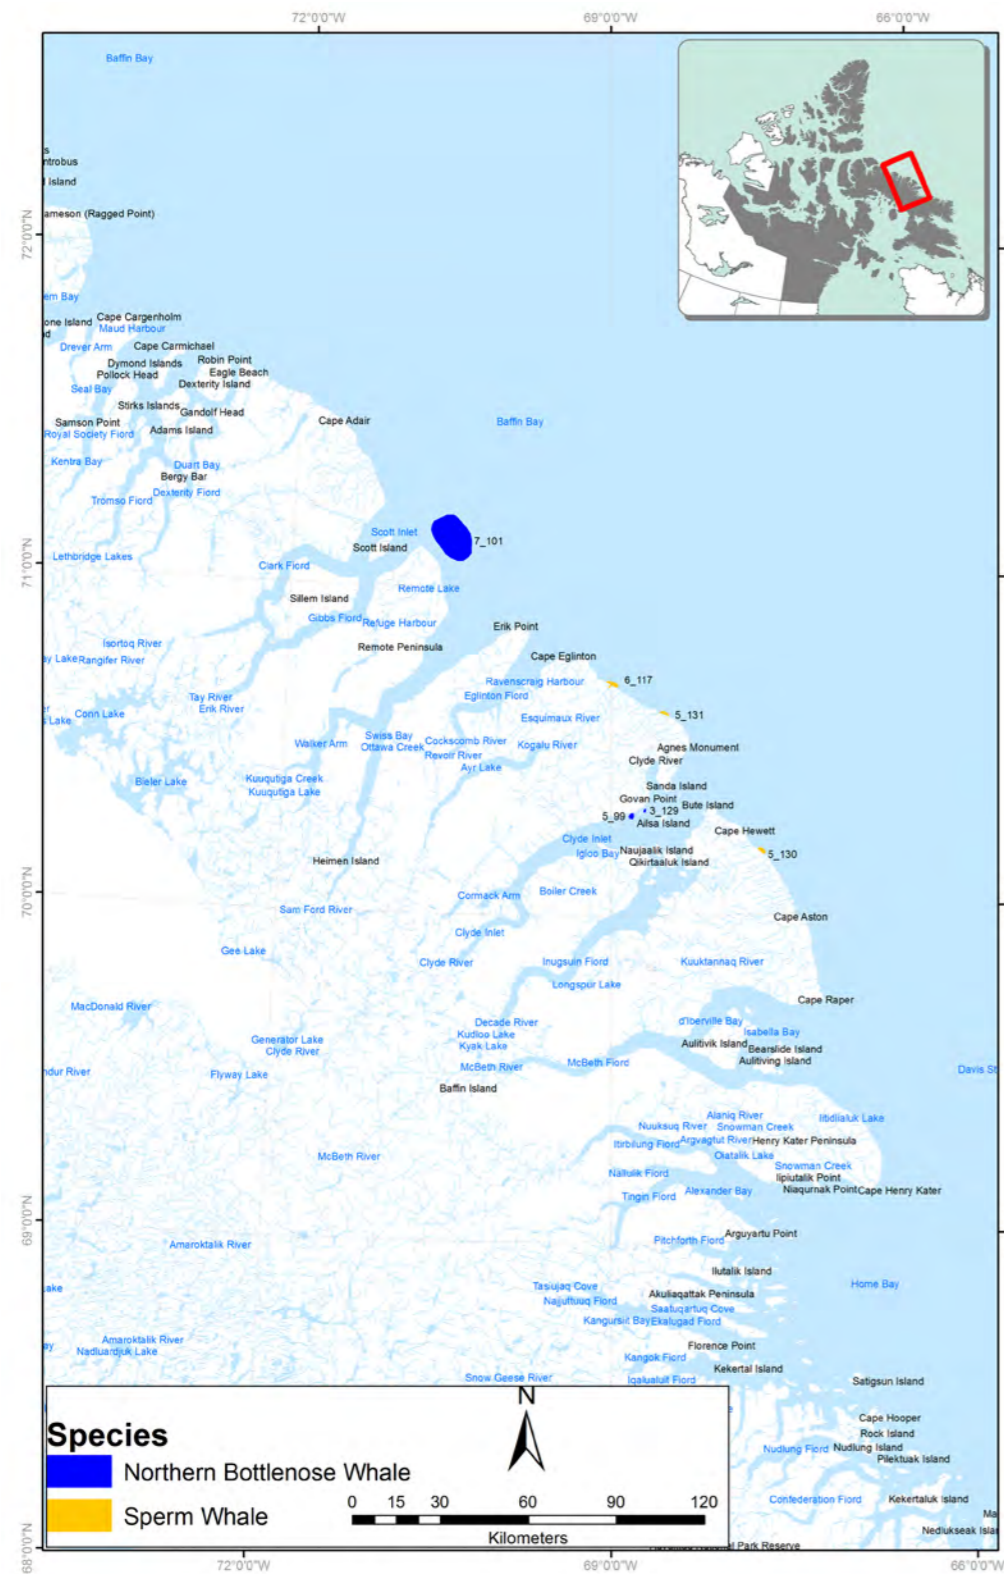 72°0'0"W
69°0'0"W
66°0'0"W
Baffin Bay
ntrobus
Island
ameson (Ragged Point)
72°0'0"N
Cape Cargenholm
one Island
Maud Harbour
Drever Arm
Cape Carmichael
Robin Point
Dymond Islands
Eagle Beach
Pollock Head
Dexterity Island
Seal Bay
Stirks Islands
Gandolf Head
Samson Point
Adams Island
Royal Society Fiord
Cape Adair
Baffin Bay
Kentra Bay
Duart Bay
Bergy Bar
Dexterity Fiord
Tromso Fiord
Scott Inlet
7_101
Scott Island
Lethbridge Lakes
Clark Fiord
71°0'0"N
Remote Lake
Sillem Island
Gibbs Fiord
Refuge Harbour
Erik Point
Isortoq River
Remote Peninsula
Cape Eglinton
ay Lake
Rangifer River
Ravenscraig Harbour
6_117
Tay River
Eglinton Fiord
Erik River
Conn Lake
s Lake
Esquimaux River
5_131
Swiss Bay
Walker Arm
Ottawa Creek
Cockscomb River
Kogalu River
Agnes Monument
Revoir River
Clyde River
Ayr Lake
Bieler Lake
Kuuqutiga Creek
Kuuqutiga Lake
Sanda Island
Govan Point
Bute Island
5_99
3_129
Ailsa Island
Cape Hewett
Clyde Inlet
Igloo Bay
Naujaalik Island
5_130
Heimen Island
Qikirtaaluk Island
70°0'0"N
Cormack Arm
Boiler Creek
Sam Ford River
Cape Aston
Clyde Inlet
Gee Lake
Clyde River
Inugsuin Fiord
Kuuktannaq River
Longspur Lake
MacDonald River
Cape Raper
Decade River
d'Iberville Bay
Kudloo Lake
Isabella Bay
Generator Lake
Kyak Lake
Aulitivik Island
Clyde River
Bearslide Island
McBeth River
McBeth Fiord
Aulitiving Island
ndur River
Flyway Lake
Davis St
Baffin Island
Alaniq River
Iitidlialuk Lake
Nuuksuq River
Snowman Creek
Itirbilung Fiord
Argvagtut River
Henry Kater Peninsula
McBeth River
Oiatalik Lake
Snowman Creek
Nallulik Fiord
Iipiutalik Point
Tingin Fiord
Alexander Bay
Niaqurnak Point
Cape Henry Kater
69°0'0"N
Arguyartu Point
Amaroktalik River
Pitchforth Fiord
Ilutalik Island
Home Bay
ake
Tasiujaq Cove
Akuliaqattak Peninsula
Najjuttuuq Fiord
Saatuqartuq Cove
Kangursiit Bay
Ekalugad Fiord
Amaroktalik River
Nadluardjuk Lake
Florence Point
Kangok Fiord
Kekertal Island
Snow Geese River
Iqalualuit Fiord
Satigsun Island
Species
N
Cape Hooper
Rock Island
Nudlung Fiord
Nudlung Island
Pilektuak Island
Northern Bottlenose Whale
Confederation Fiord
Kekertaluk Island
Sperm Whale
0 15 30 60 90 120
Kilometers
Nedlukseak Islan
National Park Reserve
68°0'0"N
72°0'0"W
69°0'0"W
66°0'0"W